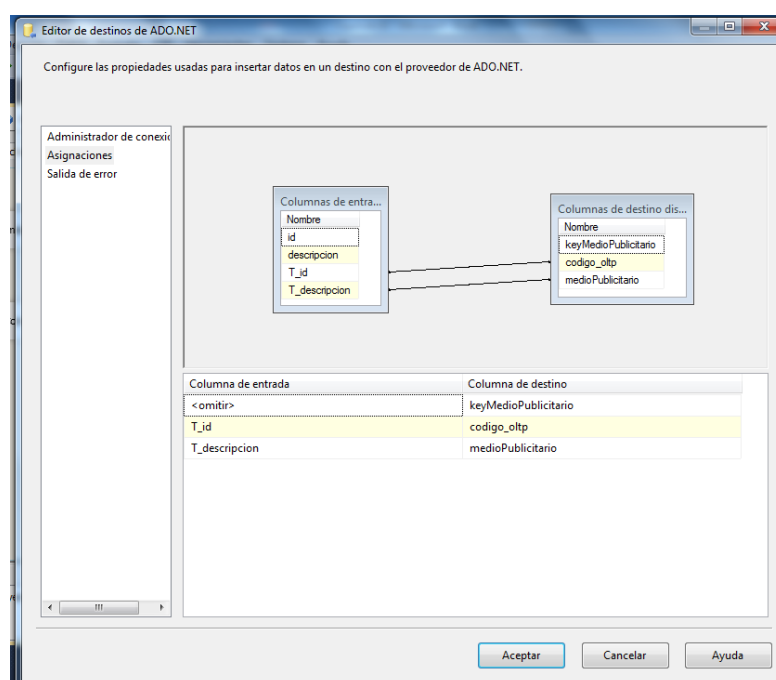 Editor de destinos de ADO.NET
Configure las propiedades usadas para insertar datos en un destino con el proveedor de ADO.NET.
Administrador de conexi
Asignaciones
Salida de error
Columnas de entra...
Nombre
id
descripcion
T_id
T_descripcion
Columnas de destino dis...
Nombre
keyMedioPublicitario
codigo_oltp
medioPublicitario
Columna de entrada Columna de destino
<omitir> keyMedioPublicitario
T_id codigo_oltp
T_descripcion medioPublicitario
Aceptar Cancelar Ayuda